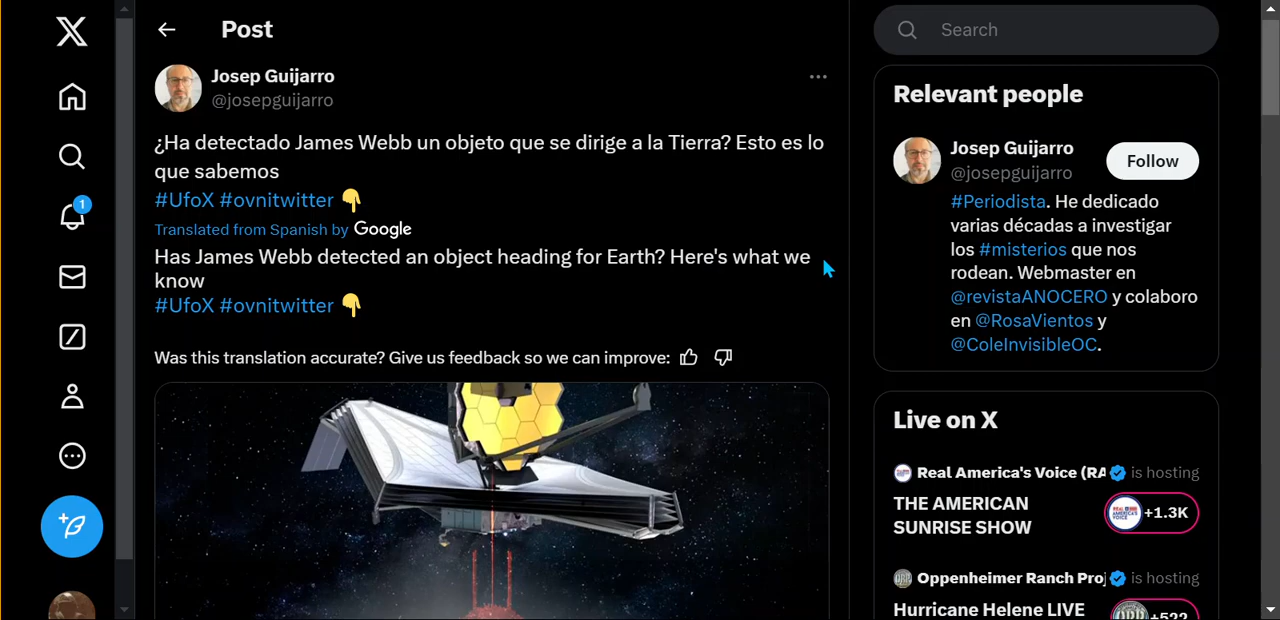 Post
Josep Guijarro
@josepguijarro
¿Ha detectado James Webb un objeto que se dirige a la Tierra? Esto es lo
que sabemos
#UfoX #ovnitwitter
Translated from Spanish by Google
Has James Webb detected an object heading for Earth? Here's what we
know
#UfoX #ovnitwitter
Was this translation accurate? Give us feedback so we can improve:
1
Search
Relevant people
Josep Guijarro
@josepguijarro
Follow
#Periodista. He dedicado
varias décadas a investigar
los #misterios que nos
rodean. Webmaster en
@revistaANOCERO y colaboro
en @RosaVientos y
@ColeInvisibleOC.
Live on X
Real America's Voice (RA is hosting
THE AMERICAN
SUNRISE SHOW
+1.3K
Oppenheimer Ranch Proj is hosting
Hurricane Helene LIVE
+522